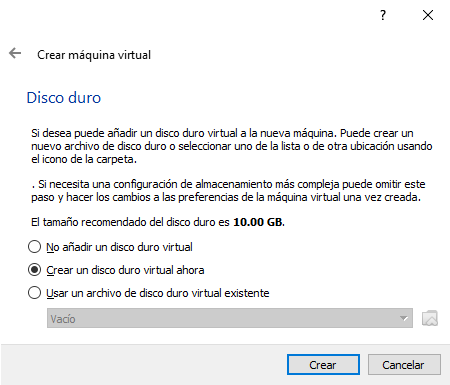 ?
Crear máquina virtual
Disco duro
Si desea puede añadir un disco duro virtual a la nueva máquina. Puede crear un
nuevo archivo de disco duro o seleccionar uno de la lista o de otra ubicación usando
el icono de la carpeta.
. Si necesita una configuración de almacenamiento más compleja puede omitir este
paso y hacer los cambios a las preferencias de la máquina virtual una vez creada.
El tamaño recomendado del disco duro es 10.00 GB.
No añadir un disco duro virtual
Crear un disco duro virtual ahora
Usar un archivo de disco duro virtual existente
Vacío
Crear
Cancelar